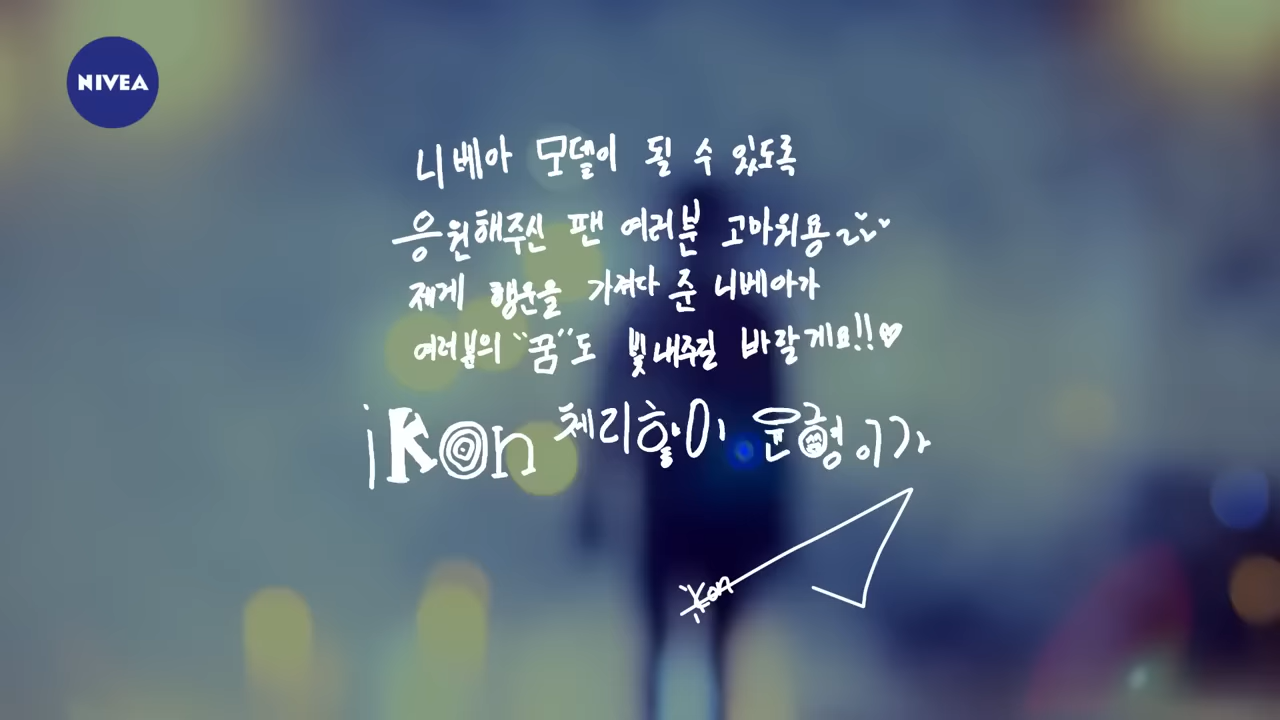 NIVEA
니베아 모델이 될 수 있도록
응원해주신 팬 여러분 고마워용~
제게 행운을 가져다 준 니베아가
여러분의 “꿈”도 빛내주길 바랄게요!!♥
iKon 체리할이 윤형이가
iKon